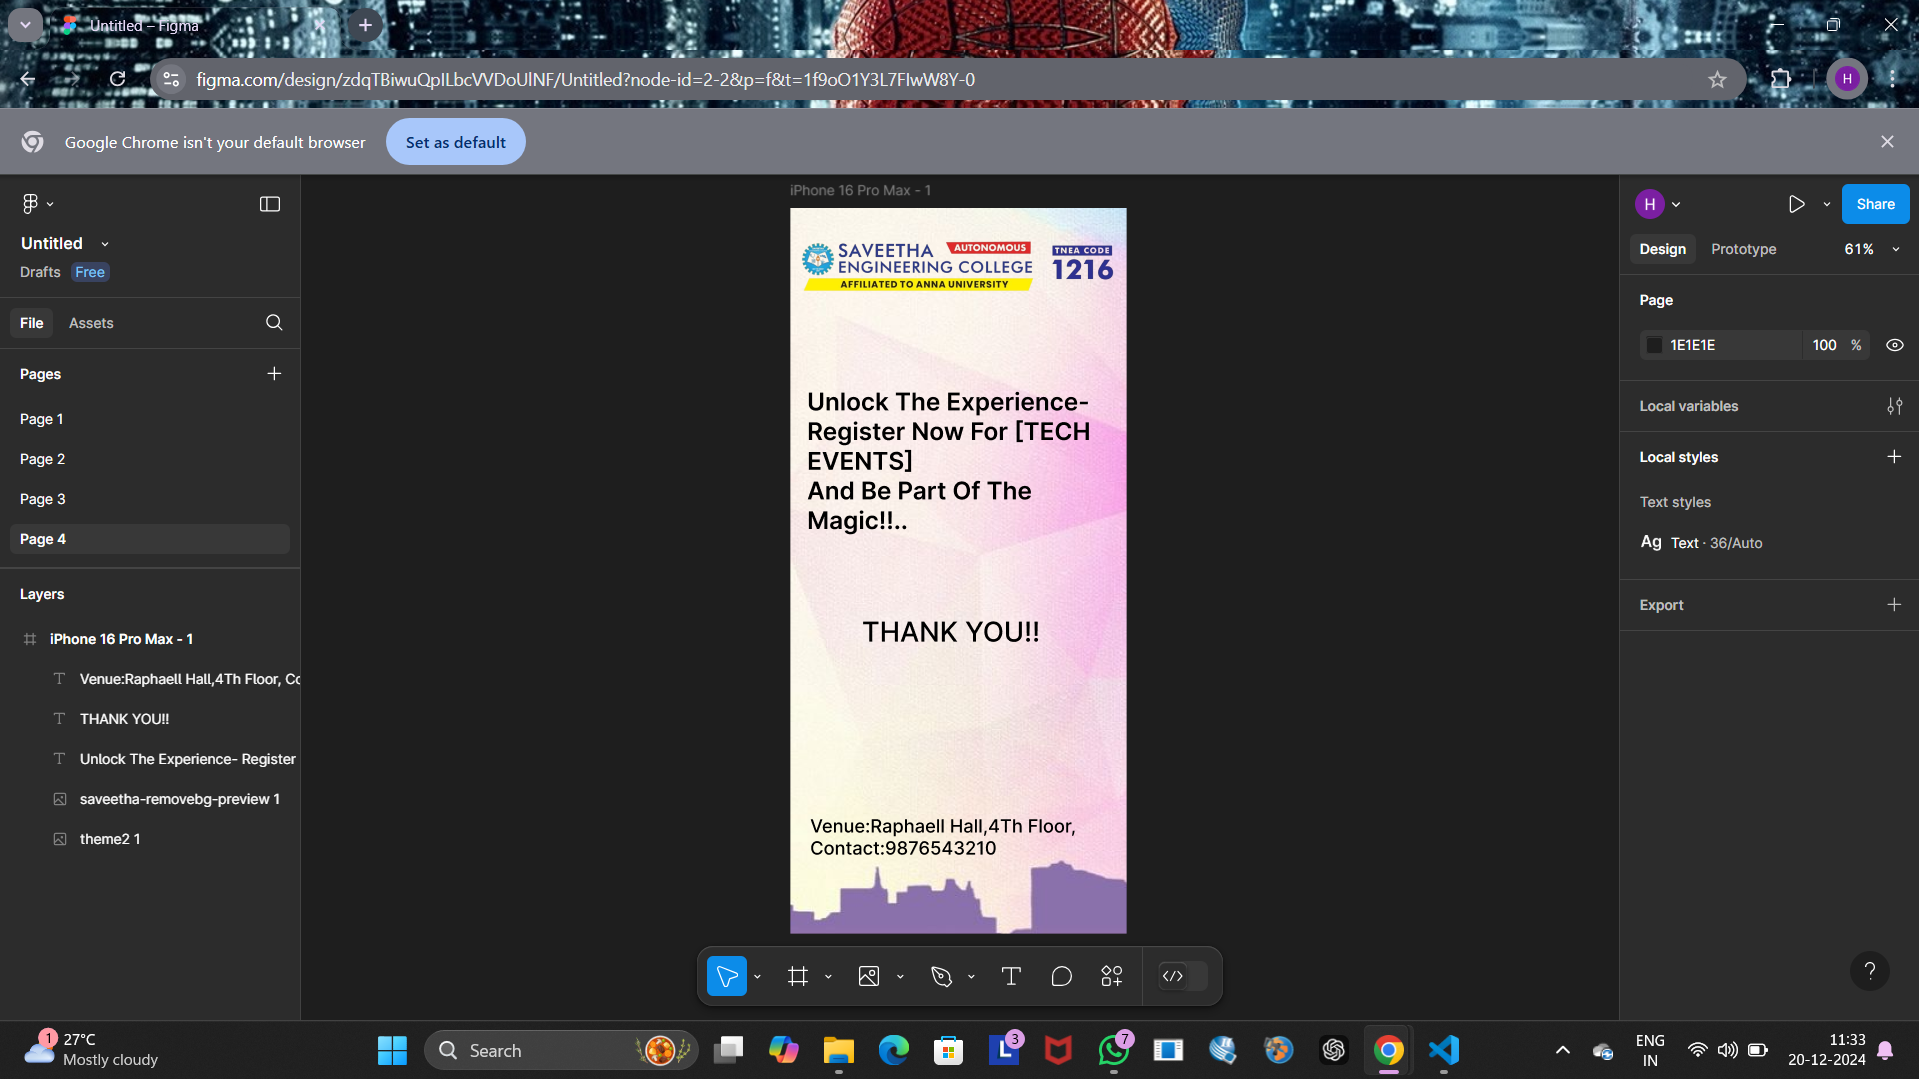 Untitled – Figma
figma.com/design/zdqTBiwuQpILbcVVDoUlNF/Untitled?node-id=2-2&p=f&t=1f9oO1Y3L7FIwW8Y-0
H
Google Chrome isn't your default browser
Set as default
Untitled
Drafts Free
File Assets
Pages
Page 1
Page 2
Page 3
Page 4
Layers
iPhone 16 Pro Max - 1
Venue:Raphaell Hall,4Th Floor, Co
THANK YOU!!
Unlock The Experience- Register
saveetha-removebg-preview 1
theme2 1
iPhone 16 Pro Max - 1
SAVEETHA AUTONOMOUS
ENGINEERING COLLEGE
AFFILIATED TO ANNA UNIVERSITY
TNEA CODE
1216
Unlock The Experience-
Register Now For [TECH
EVENTS]
And Be Part Of The
Magic!!..
THANK YOU!!
Venue:Raphaell Hall,4Th Floor,
Contact:9876543210
H
Share
Design Prototype 61%
Page
1E1E1E 100 %
Local variables
Local styles
Text styles
Ag Text · 36/Auto
Export
?
1
27°C
Mostly cloudy
Search
L 3
7
ENG
IN
11:33
20-12-2024